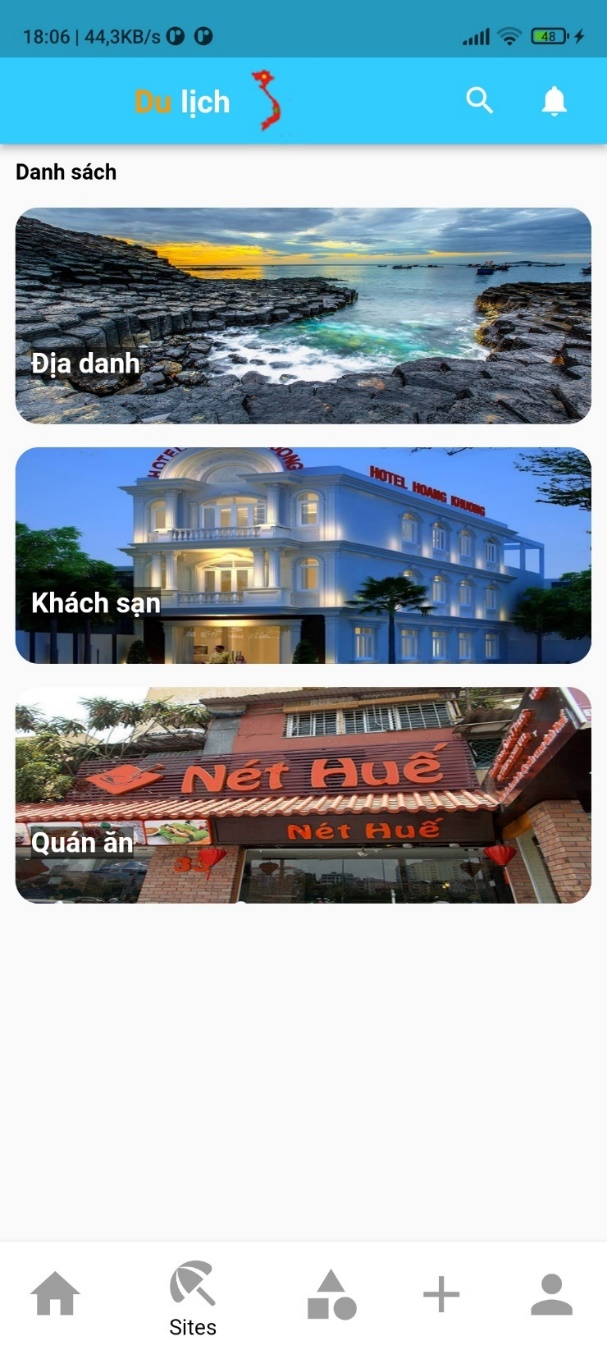 18:06 | 44,3KB/s
48
Du lịch
Danh sách
Địa danh
HOTEL HOANG KHUONG
Khách sạn
Nét Huế
Nét Huế
Quán ăn
Sites